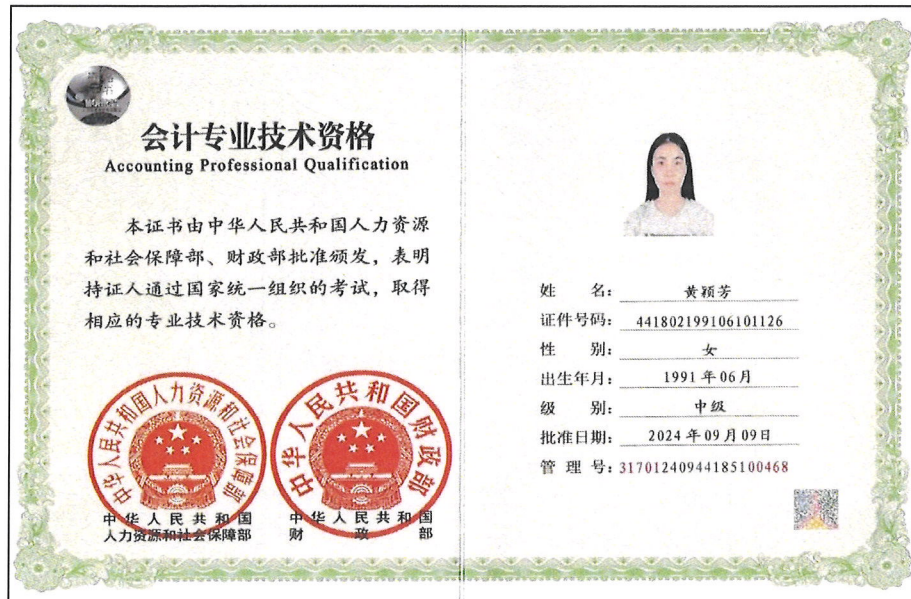 会计专业技术资格
Accounting Professional Qualification
本证书由中华人民共和国人力资源
和社会保障部、财政部批准颁发，表明
持证人通过国家统一组织的考试，取得
相应的专业技术资格。
中华人民共和国人力资源和社会保障部
中华人民共和国财政部
中华人民共和国
人力资源和社会保障部
中华人民共和国
财政部
姓名：黄颖芳
证件号码：441802199106101126
性别：女
出生年月：1991年06月
级别：中级
批准日期：2024年09月09日
管理号：31701240944185100468